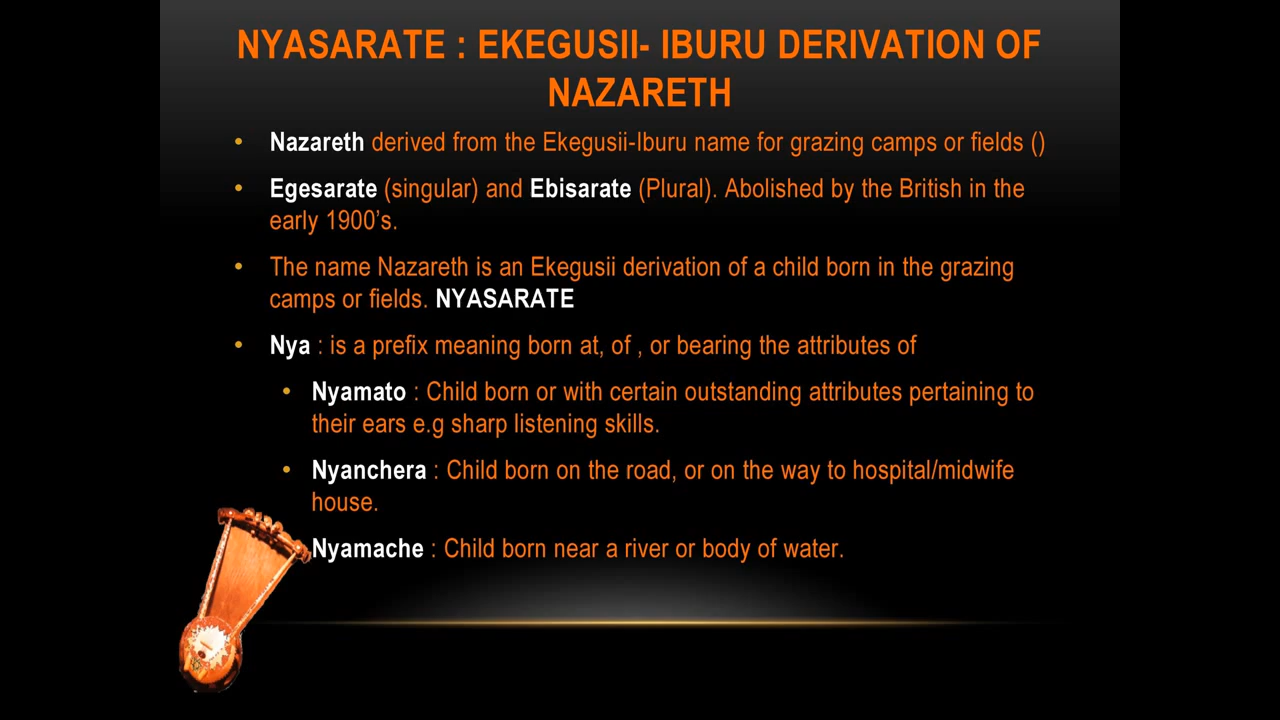 NYASARATE : EKEGUSII- IBURU DERIVATION OF
NAZARETH
• Nazareth derived from the Ekegusii-Iburu name for grazing camps or fields ()
• Egesarate (singular) and Ebisarate (Plural). Abolished by the British in the
early 1900's.
• The name Nazareth is an Ekegusii derivation of a child born in the grazing
camps or fields. NYASARATE
• Nya : is a prefix meaning born at, of , or bearing the attributes of
• Nyamato : Child born or with certain outstanding attributes pertaining to
their ears e.g sharp listening skills.
• Nyanchera : Child born on the road, or on the way to hospital/midwife
house.
Nyamache : Child born near a river or body of water.